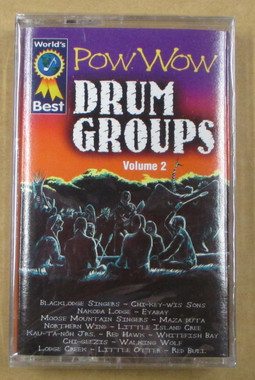 World's
Best
Pow Wow
DRUM
GROUPS
Volume 2
Blacklodge Singers - Chi-Key-Wis Sons
Nakoda Lodge - Eyabay
Moose Mountain Singers - Maza Duta
Northern Wind - Little Island Cree
Kau-Ta-Noh Jrs. - Red Hawk - Whitefish Bay
Chi-Geezis - Walking Wolf
Lodge Creek - Little Otter - Red Bull